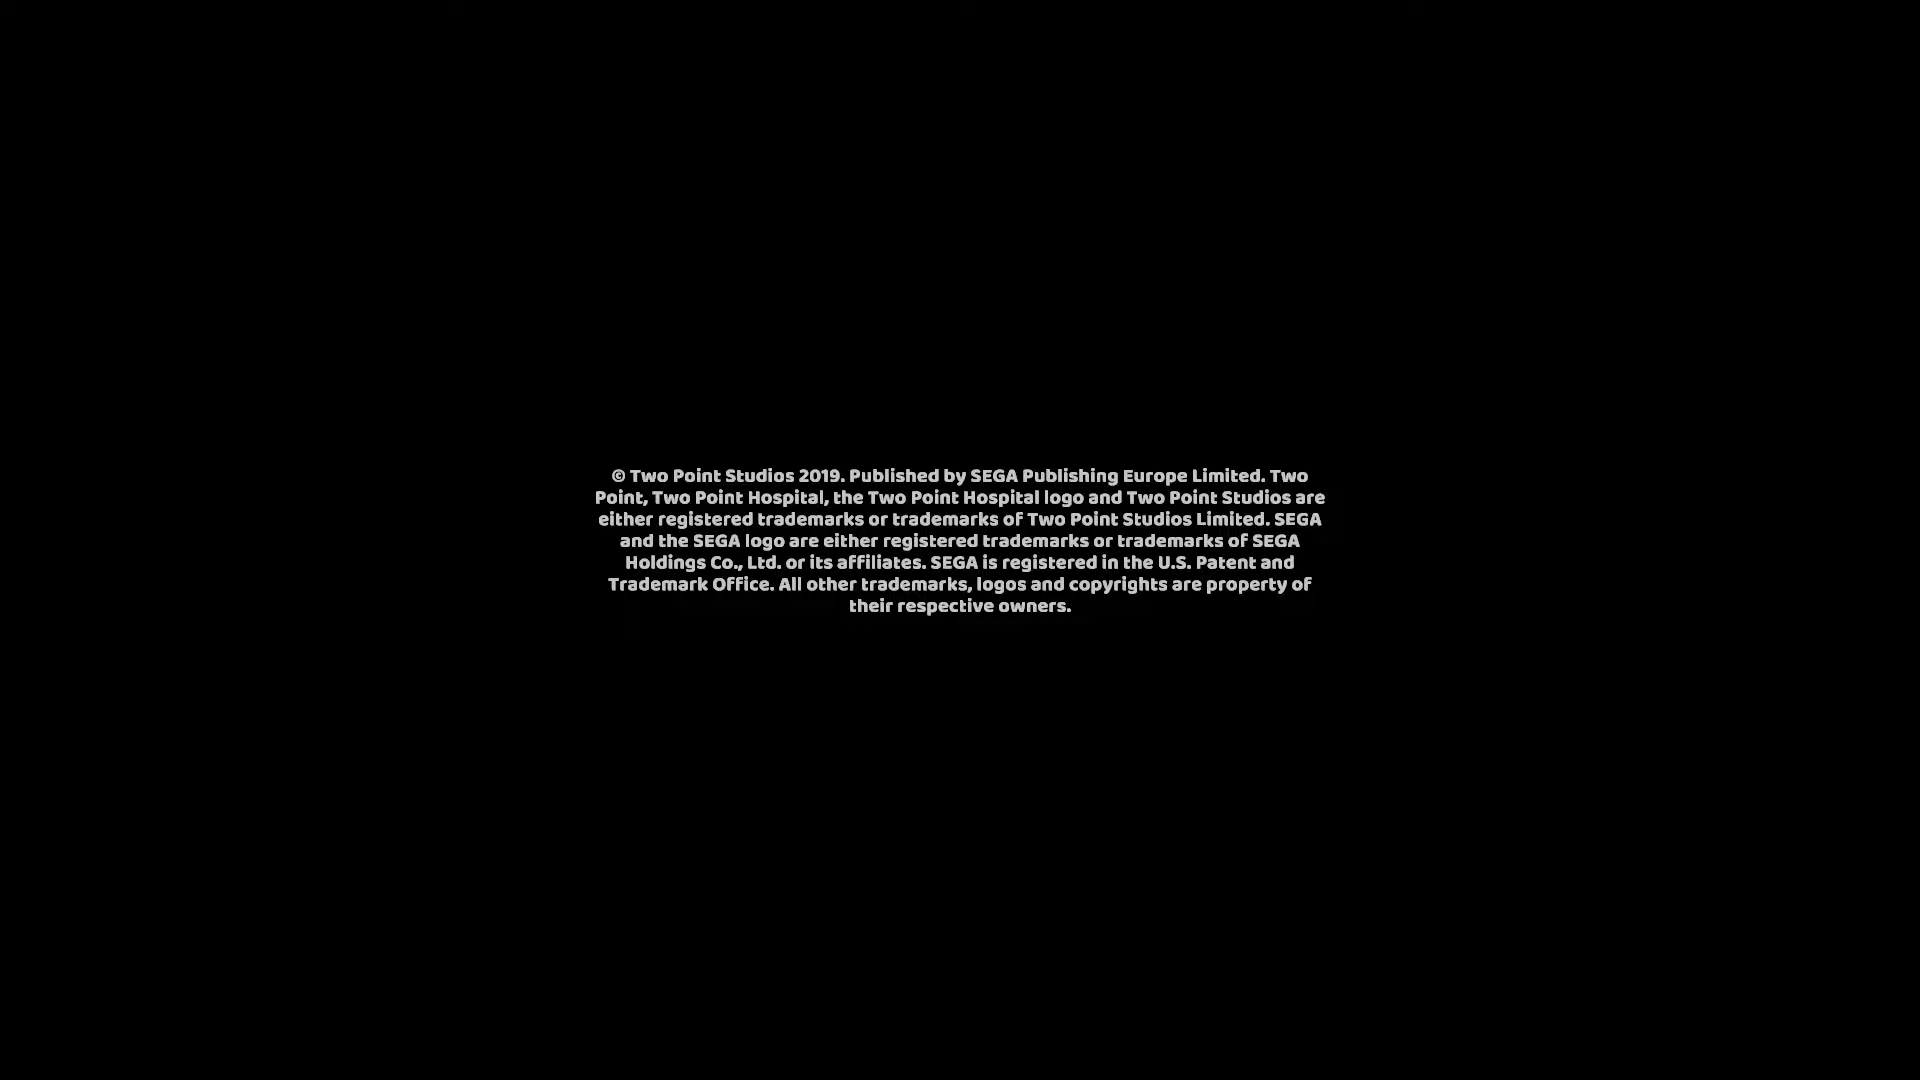 © Two Point Studios 2019. Published by SEGA Publishing Europe Limited. Two
Point, Two Point Hospital, the Two Point Hospital logo and Two Point Studios are
either registered trademarks or trademarks of Two Point Studios Limited. SEGA
and the SEGA logo are either registered trademarks or trademarks of SEGA
Holdings Co., Ltd. or its affiliates. SEGA is registered in the U.S. Patent and
Trademark Office. All other trademarks, logos and copyrights are property of
their respective owners.